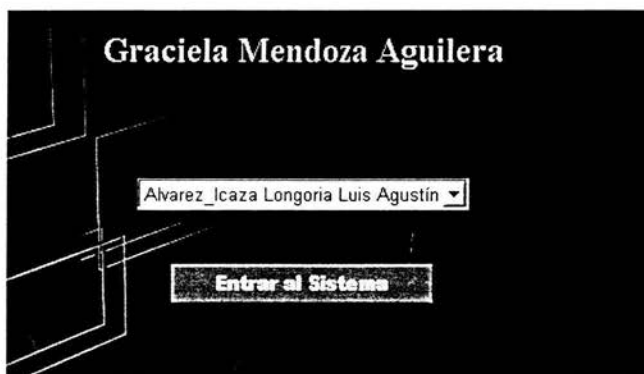 Graciela Mendoza Aguilera
Alvarez_Icaza Longoria Luis Agustín
Entrar al Sistema